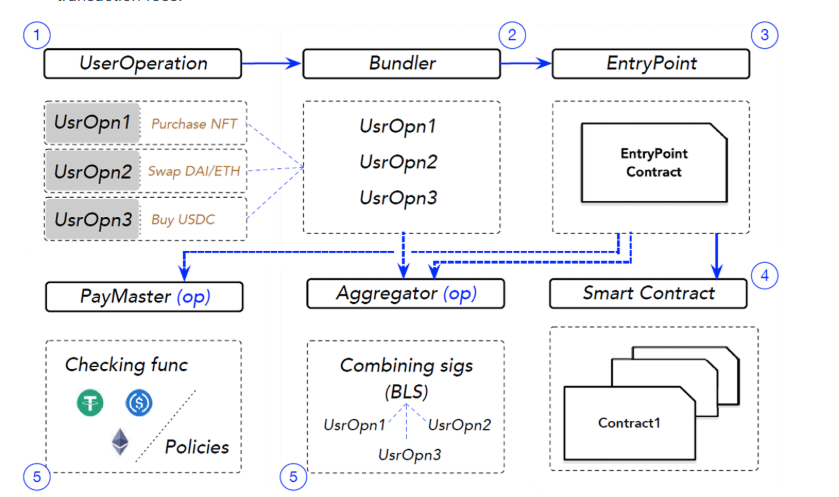 transaction fees.
1
2
3
UserOperation
Bundler
EntryPoint
UsrOpn1 Purchase NFT
UsrOpn2 Swap DAI/ETH
UsrOpn3 Buy USDC
UsrOpn1
UsrOpn2
UsrOpn3
EntryPoint
Contract
4
PayMaster (op)
Aggregator (op)
Smart Contract
Checking func
Policies
5
Combining sigs
(BLS)
UsrOpn1
UsrOpn2
UsrOpn3
5
Contract1